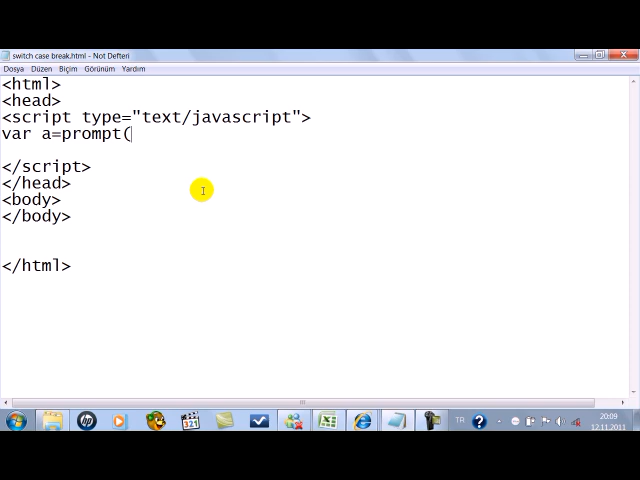 switch case break.html - Not Defteri
Dosya Düzen Biçim Görünüm Yardım
<html>
<head>
<script type="text/javascript">
var a=prompt(
</script>
</head>
<body>
</body>
</html>
321
TR
20:09
12.11.2011